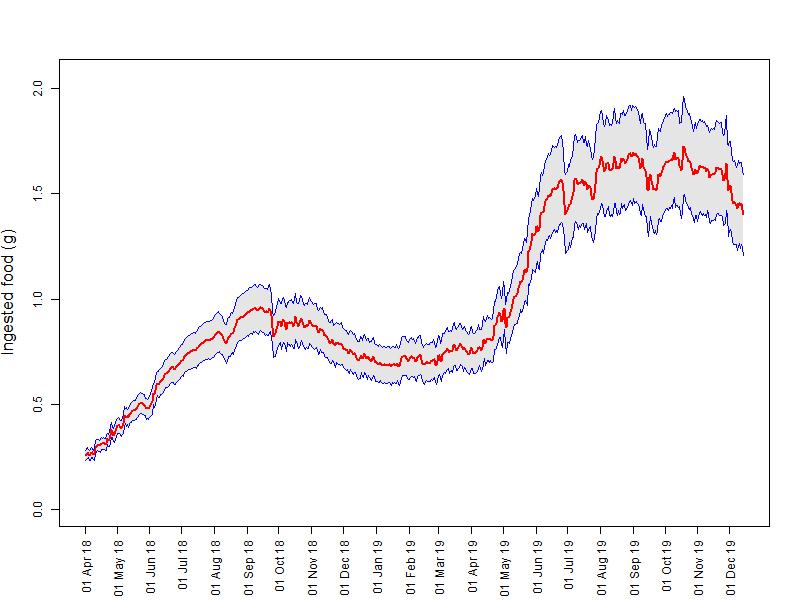 Ingested food (g)
2.0
1.5
1.0
0.5
0.0
01 Apr 18
01 May 18
01 Jun 18
01 Jul 18
01 Aug 18
01 Sep 18
01 Oct 18
01 Nov 18
01 Dec 18
01 Jan 19
01 Feb 19
01 Mar 19
01 Apr 19
01 May 19
01 Jun 19
01 Jul 19
01 Aug 19
01 Sep 19
01 Oct 19
01 Nov 19
01 Dec 19